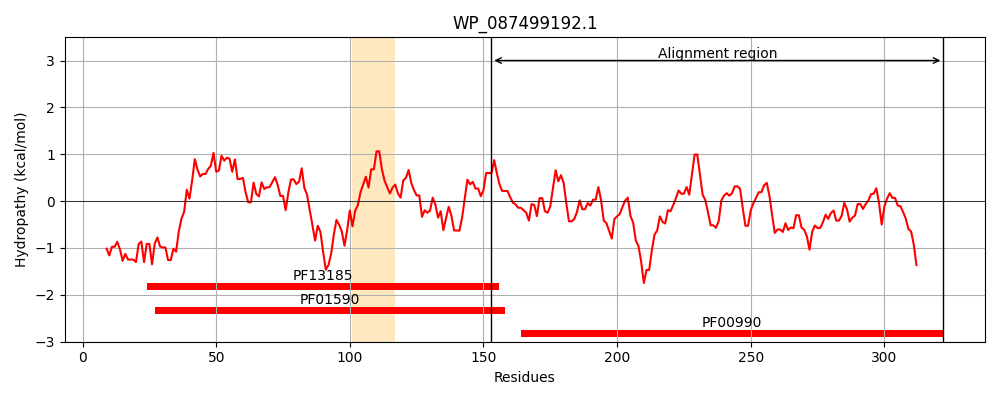 WP_087499192.1
Alignment region
3
2
1
0
−1
−2
−3
Hydropathy (kcal/mol)
PF13185
PF01590
PF00990
0 50 100 150 200 250 300
Residues